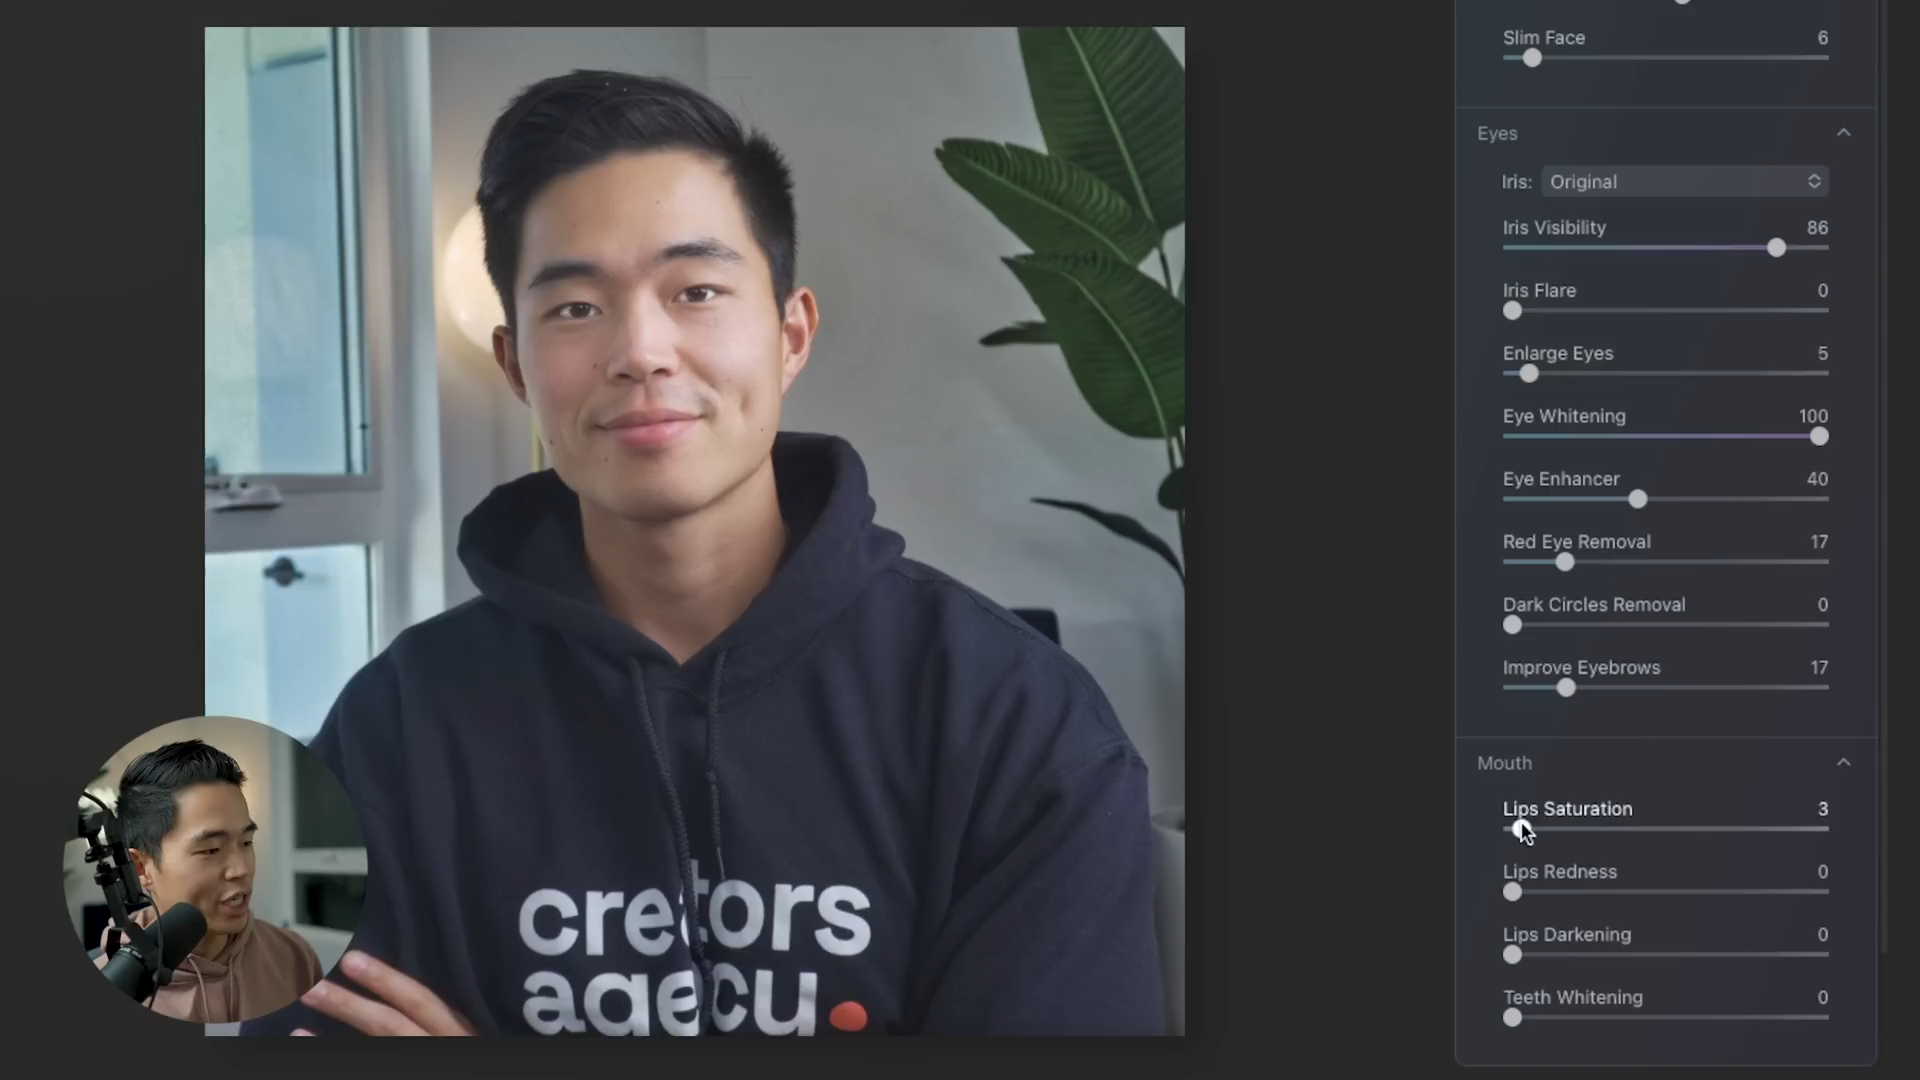 Slim Face 6
Eyes
Iris: Original
Iris Visibility 86
Iris Flare 0
Enlarge Eyes 5
Eye Whitening 100
Eye Enhancer 40
Red Eye Removal 17
Dark Circles Removal 0
Improve Eyebrows 17
Mouth
Lips Saturation 3
Lips Redness 0
Lips Darkening 0
Teeth Whitening 0
creators
agency.